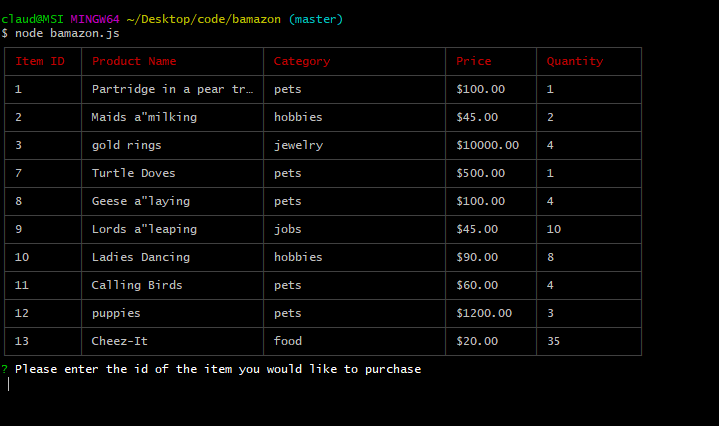 claud@MSI MINGW64 ~/Desktop/code/bamazon (master)
$ node bamazon.js
Item ID Product Name Category Price Quantity
1 Partridge in a pear tr… pets $100.00 1
2 Maids a"milking hobbies $45.00 2
3 gold rings jewelry $10000.00 4
7 Turtle Doves pets $500.00 1
8 Geese a"laying pets $100.00 4
9 Lords a"leaping jobs $45.00 10
10 Ladies Dancing hobbies $90.00 8
11 Calling Birds pets $60.00 4
12 puppies pets $1200.00 3
13 Cheez-It food $20.00 35
? Please enter the id of the item you would like to purchase